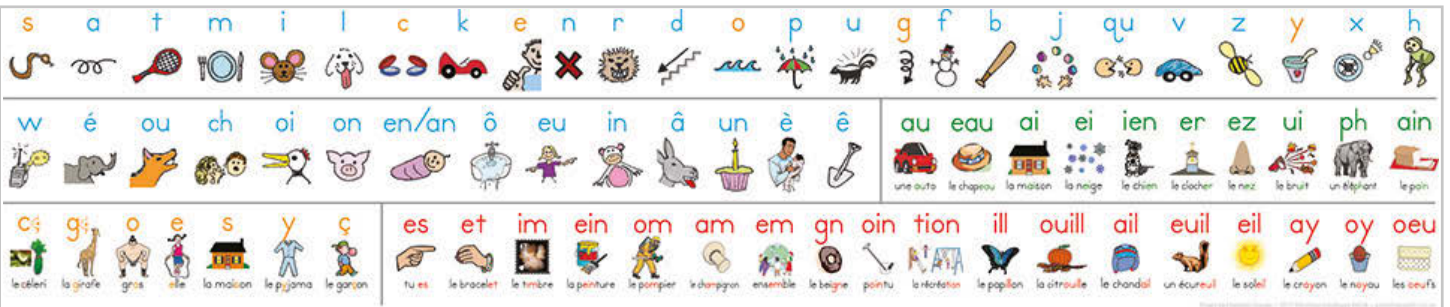 s a t m i l c k e n r d o p u g f b j qu v z y x h
w é ou ch oi on en/an ô eu in â un è ê
au eau ai ei ien er ez ui ph ain
une auto le chapeau la maison la neige le chien le clocher le nez le bruit un éléphant le pain
c g o e s y ç
le céleri la girafe gros elle la maison le pyjama le garçon
es et im ein om am em gn oin tion ill ouill ail euil eil ay oy oeu
tu es le bracelet le timbre la peinture le pompier le champignon ensemble le beigne pointu la récréation le papillon la citrouille le chandail un écureuil le soleil le crayon le noyau les oeufs